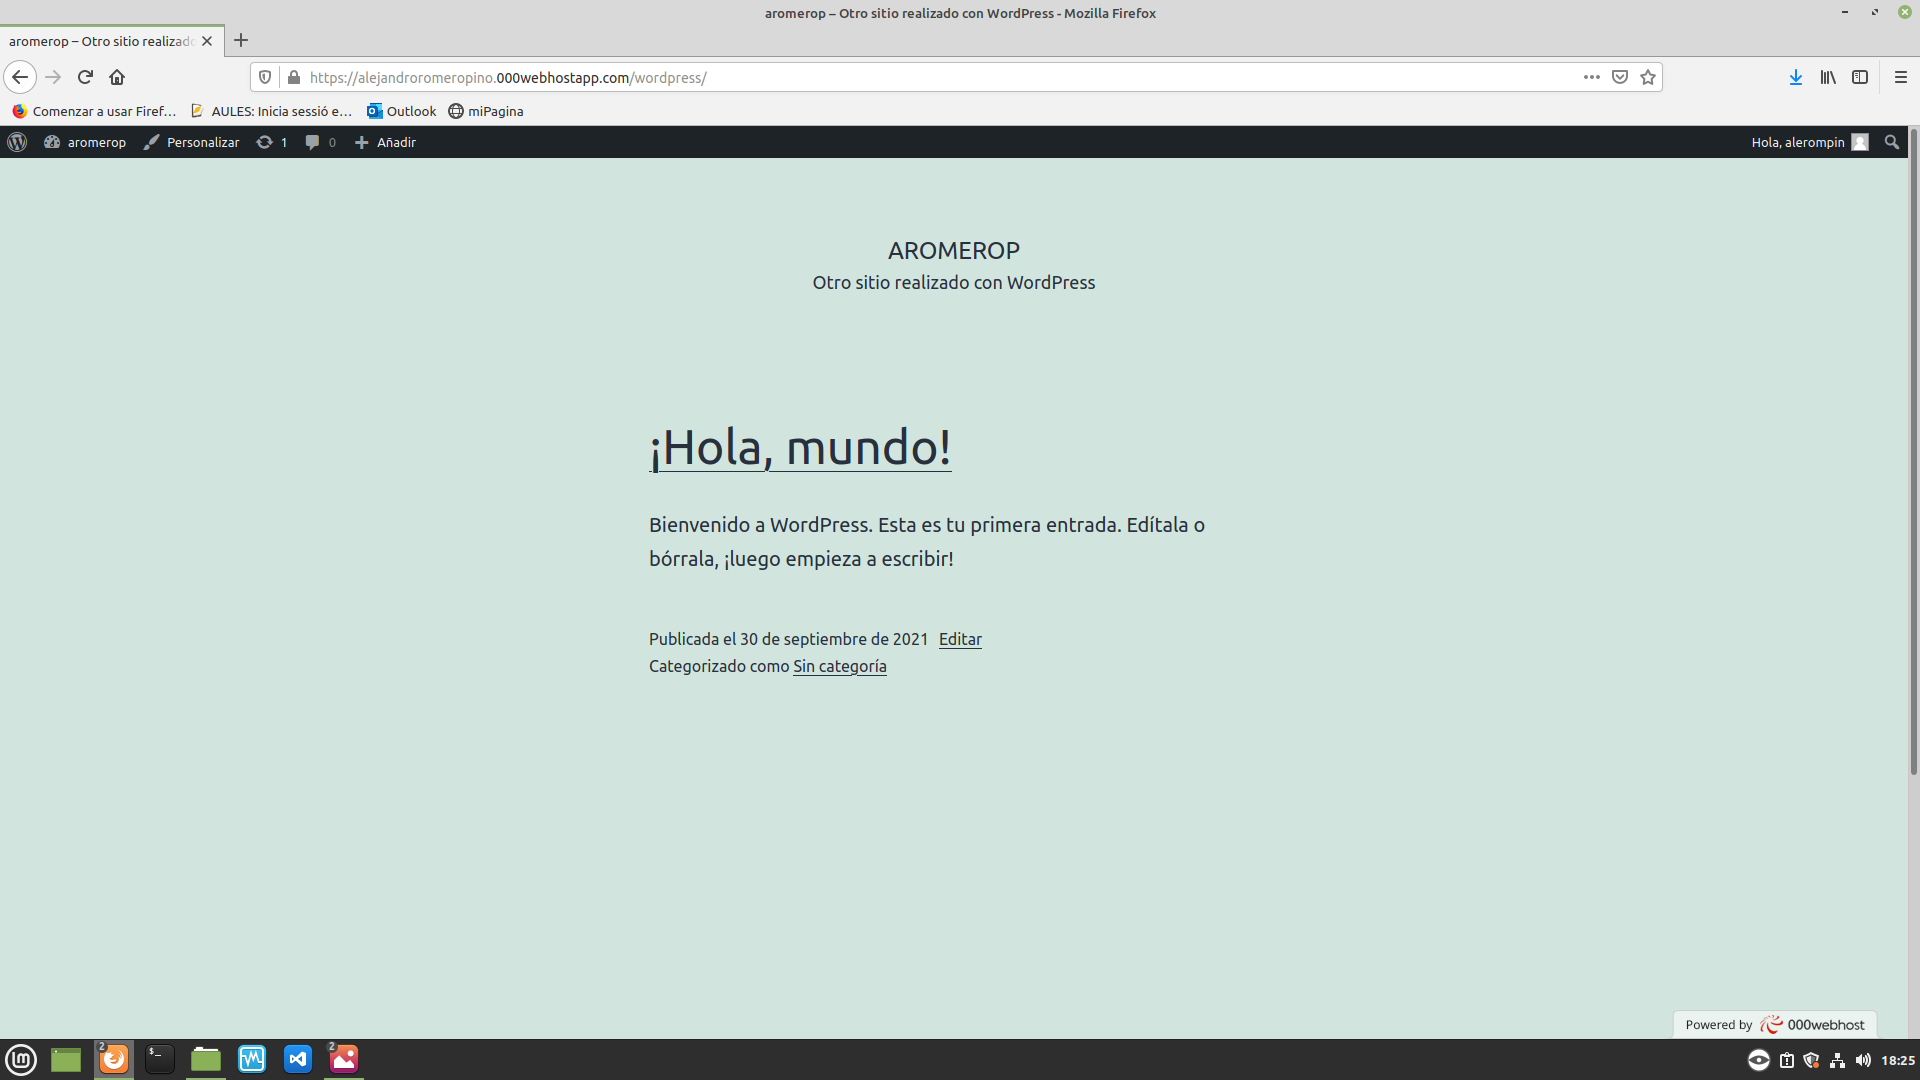 aromerop – Otro sitio realizado con WordPress - Mozilla Firefox
aromerop – Otro sitio realizado
https://alejandroromeropino.000webhostapp.com/wordpress/
Comenzar a usar Firef… AULES: Inicia sessió e… Outlook miPagina
aromerop Personalizar 1 0 Añadir Hola, alerompin
AROMEROP
Otro sitio realizado con WordPress
¡Hola, mundo!
Bienvenido a WordPress. Esta es tu primera entrada. Edítala o
bórrala, ¡luego empieza a escribir!
Publicada el 30 de septiembre de 2021 Editar
Categorizado como Sin categoría
Powered by 000webhost
2 $_ 2 18:25